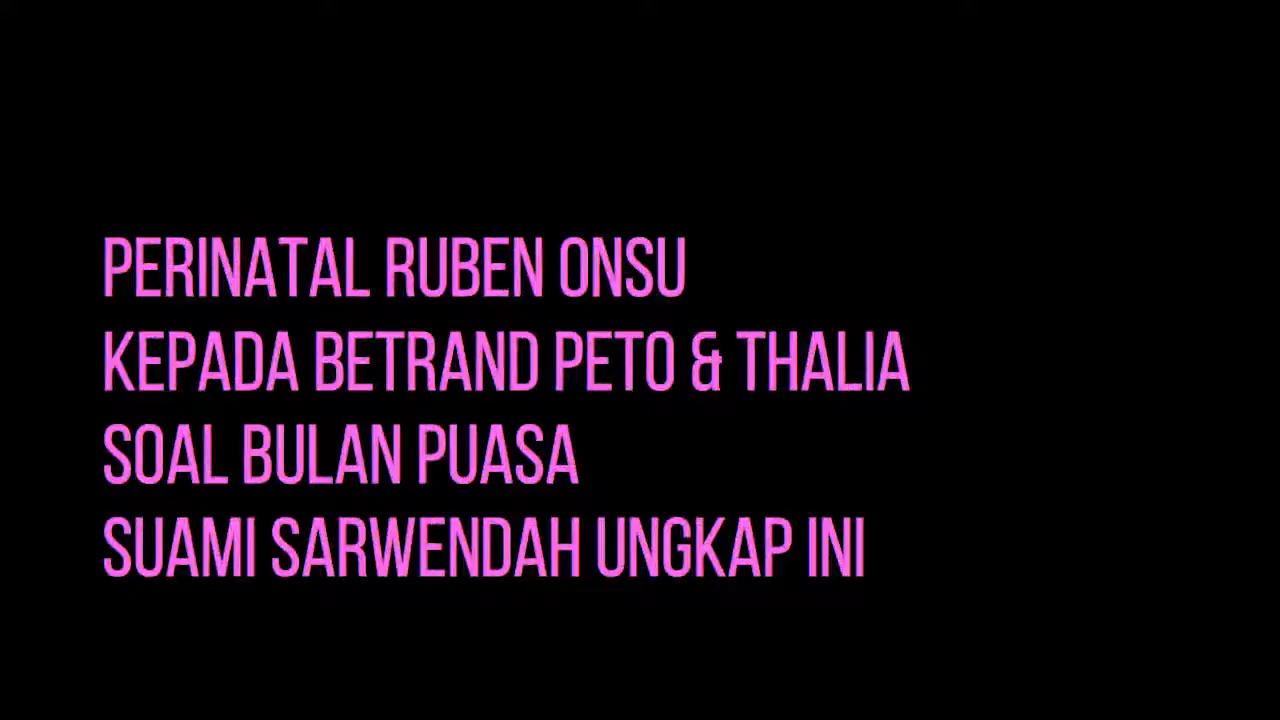 PERINATAL RUBEN ONSU
KEPADA BETRAND PETO & THALIA
SOAL BULAN PUASA
SUAMI SARWENDAH UNGKAP INI